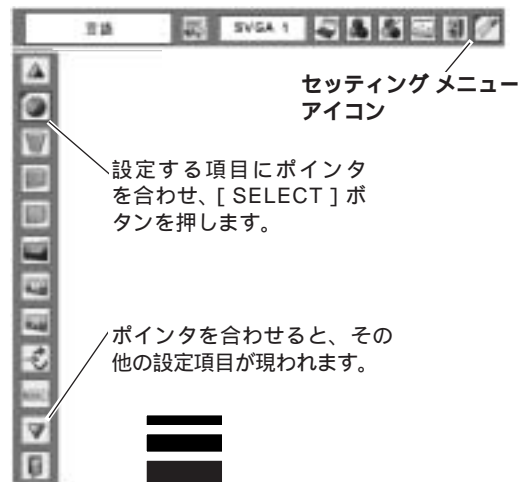 言語 SVGA 1
セッティング メニュー
アイコン
設定する項目にポインタ
を合わせ、[ SELECT ] ボ
タンを押します。
ポインタを合わせると、その
他の設定項目が現われます。